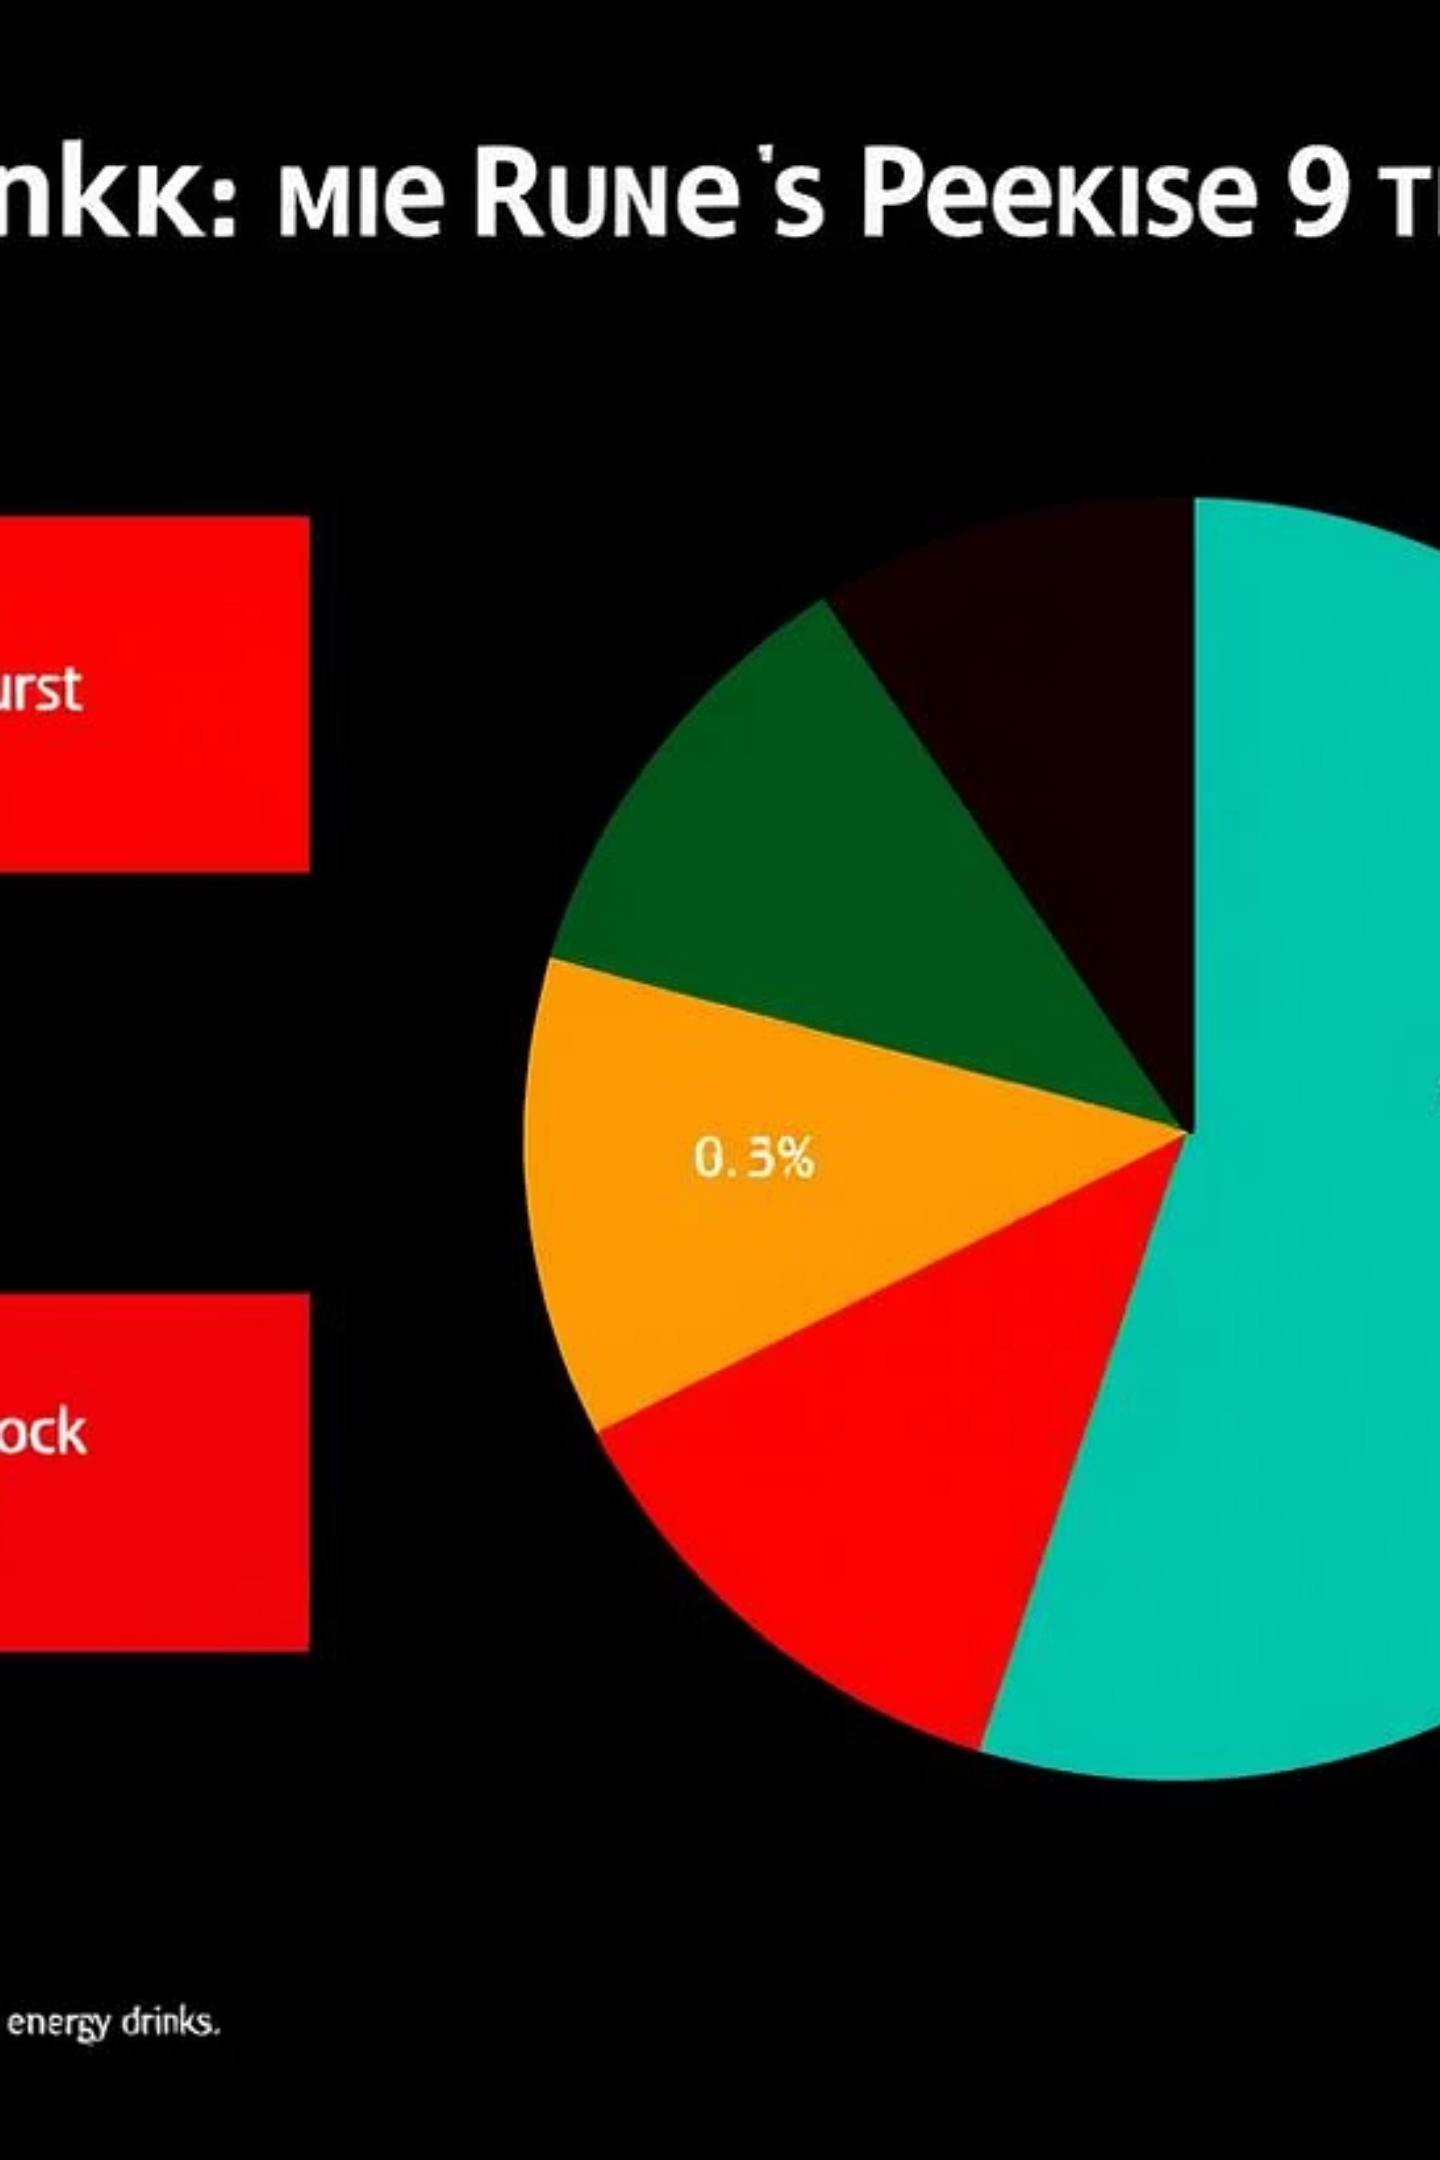 nkk: MIe RUNe's PeeKISe 9 T
urst
0.3%
ock
energy drinks.